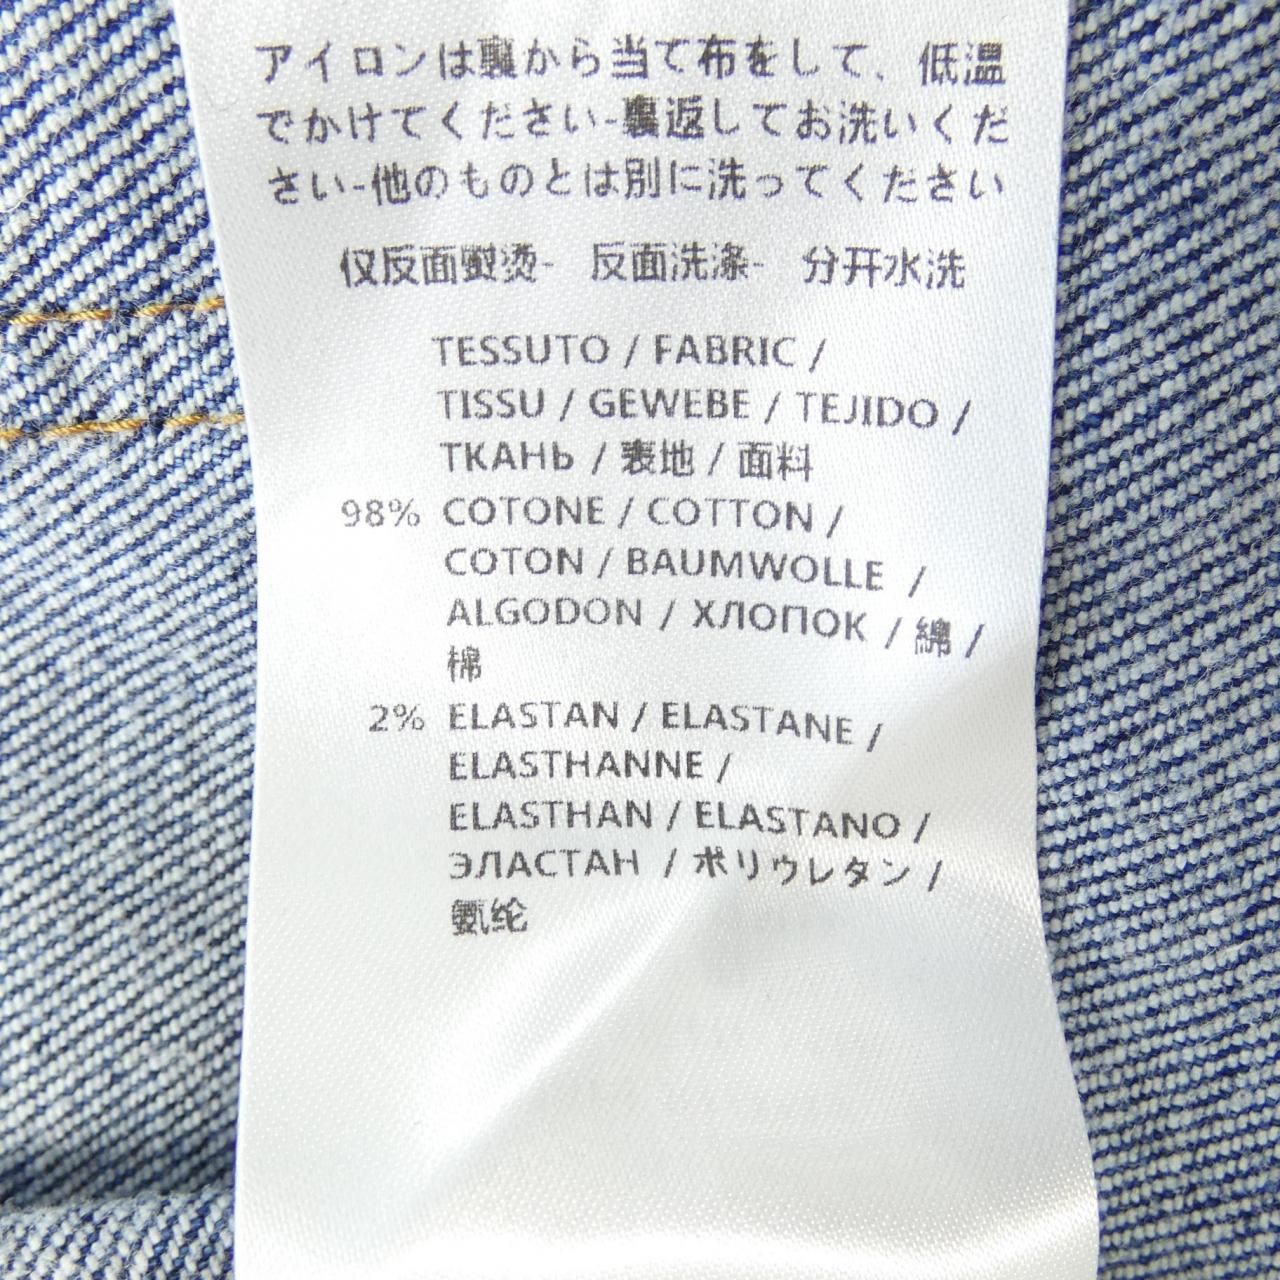 アイロンは裏から当て布をして、低温
でかけてください-裏返してお洗いくだ
さい-他のものとは別に洗ってください
仅反面熨烫- 反面洗涤- 分开水洗
TESSUTO / FABRIC /
TISSU / GEWEBE / TEJIDO /
ТКАНЬ / 表地 / 面料
98% COTONE / COTTON /
COTON / BAUMWOLLE /
ALGODON / ХЛОПОК / 綿 /
棉
2% ELASTAN / ELASTANE /
ELASTHANNE /
ELASTHAN / ELASTANO /
ЭЛАСТАН / ポリウレタン /
氨纶